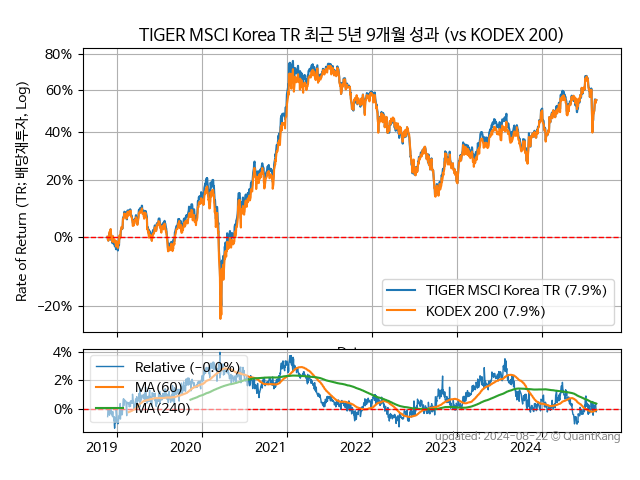 TIGER MSCI Korea TR 최근 5년 9개월 성과 (vs KODEX 200)
Rate of Return (TR: 배당재투자, Log)
80%
60%
40%
20%
0%
−20%
TIGER MSCI Korea TR (7.9%)
KODEX 200 (7.9%)
4%
2%
0%
Relative (−0.0%)
MA(60)
MA(240)
2019 2020 2021 2022 2023 2024
updated: 2024-08-22 © QuantKang